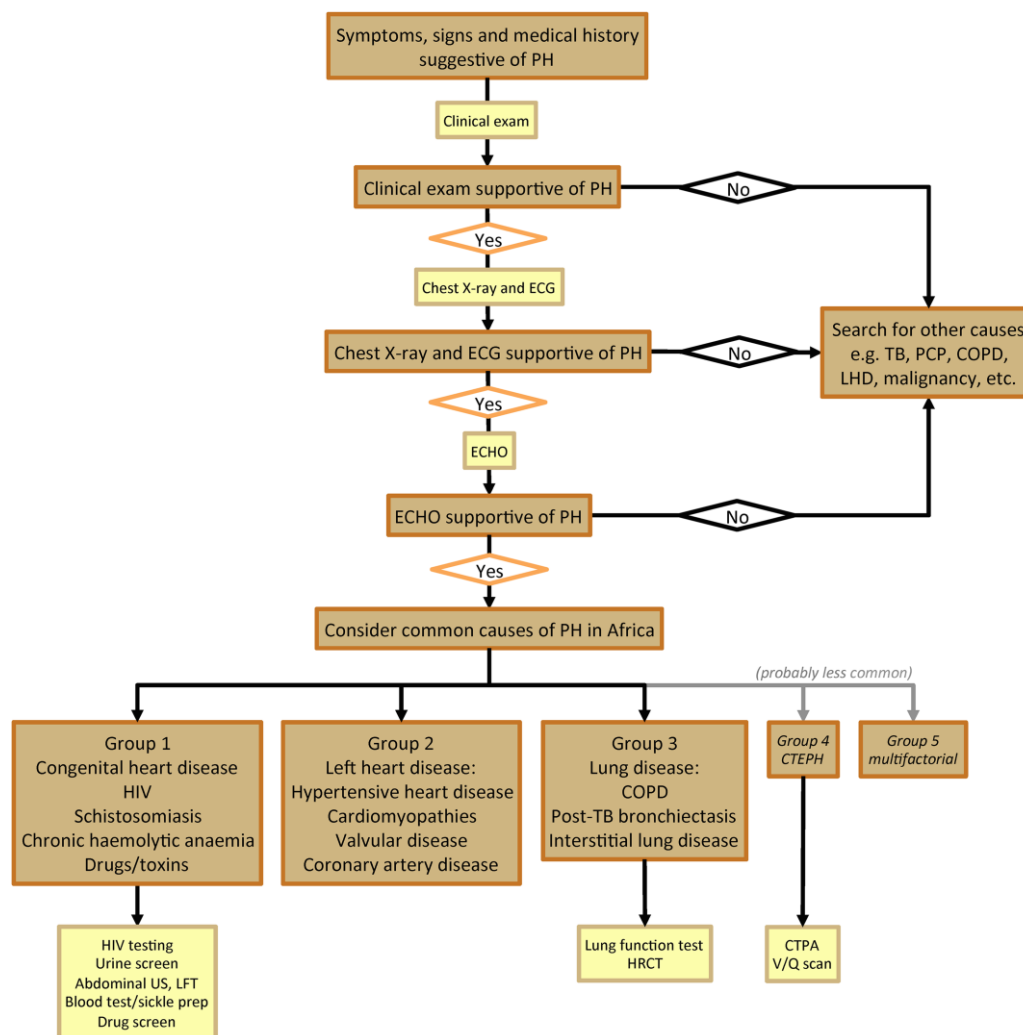 Symptoms, signs and medical history
suggestive of PH
Clinical exam
Clinical exam supportive of PH
No
Yes
Chest X-ray and ECG
Chest X-ray and ECG supportive of PH
No
Search for other causes
e.g. TB, PCP, COPD,
LHD, malignancy, etc.
Yes
ECHO
ECHO supportive of PH
No
Yes
Consider common causes of PH in Africa
(probably less common)
Group 1
Congenital heart disease
HIV
Schistosomiasis
Chronic haemolytic anaemia
Drugs/toxins
Group 2
Left heart disease:
Hypertensive heart disease
Cardiomyopathies
Valvular disease
Coronary artery disease
Group 3
Lung disease:
COPD
Post-TB bronchiectasis
Interstitial lung disease
Group 4
CTEPH
Group 5
multifactorial
HIV testing
Urine screen
Abdominal US, LFT
Blood test/sickle prep
Drug screen
Lung function test
HRCT
CTPA
V/Q scan